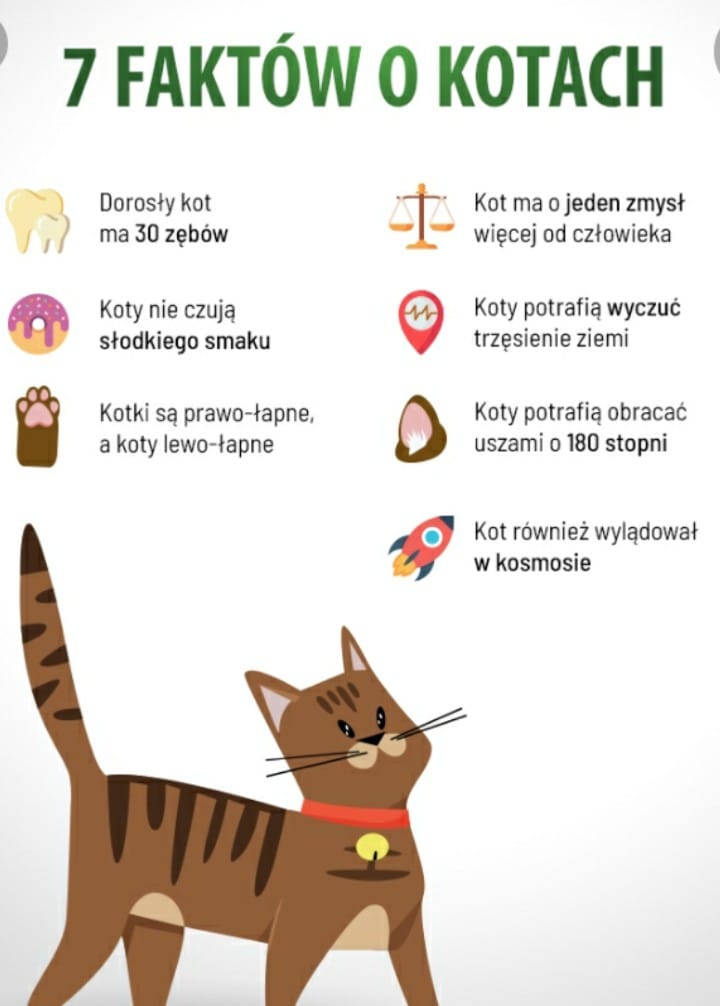 7 FAKTÓW O KOTACH
Dorosły kot
ma 30 zębów
Koty nie czują
słodkiego smaku
Kotki są prawo-łapne,
a koty lewo-łapne
Kot ma o jeden zmysł
więcej od człowieka
Koty potrafią wyczuć
trzęsienie ziemi
Koty potrafią obracać
uszami o 180 stopni
Kot również wylądował
w kosmosie